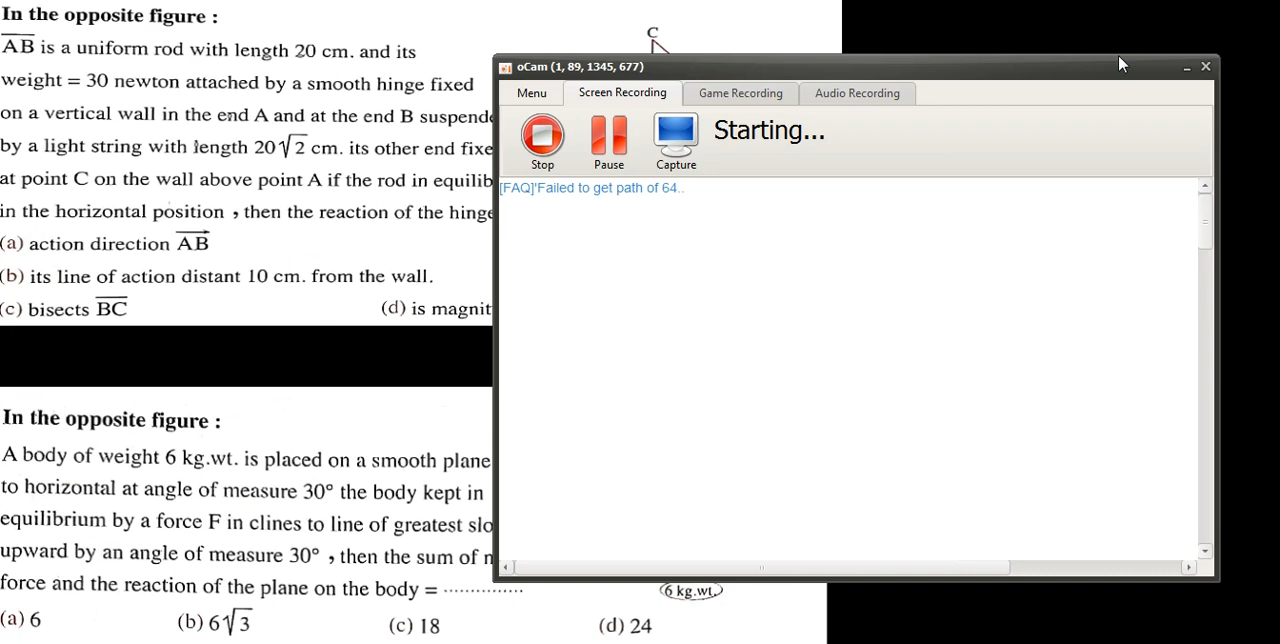 In the opposite figure :
AB is a uniform rod with length 20 cm. and its
weight = 30 newton attached by a smooth hinge fixed
on a vertical wall in the end A and at the end B
by a light string with length 20√2 cm. its other end
at point C on the wall above point A if the rod in
in the horizontal position , then the reaction of the hinge
(a) action direction AB
(b) its line of action distant 10 cm. from the wall.
(c) bisects BC (d) is
C
oCam (1, 89, 1345, 677)
Menu Screen Recording Game Recording Audio Recording
Starting...
Stop Pause Capture
[FAQ]'Failed to get path of 64..
In the opposite figure :
A body of weight 6 kg.wt. is placed on a smooth plane
to horizontal at angle of measure 30° the body kept in
equilibrium by a force F in clines to line of greatest
upward by an angle of measure 30° , then the sum of
force and the reaction of the plane on the body = ...............
6 kg.wt.
(a) 6 (b) 6√3 (c) 18 (d) 24